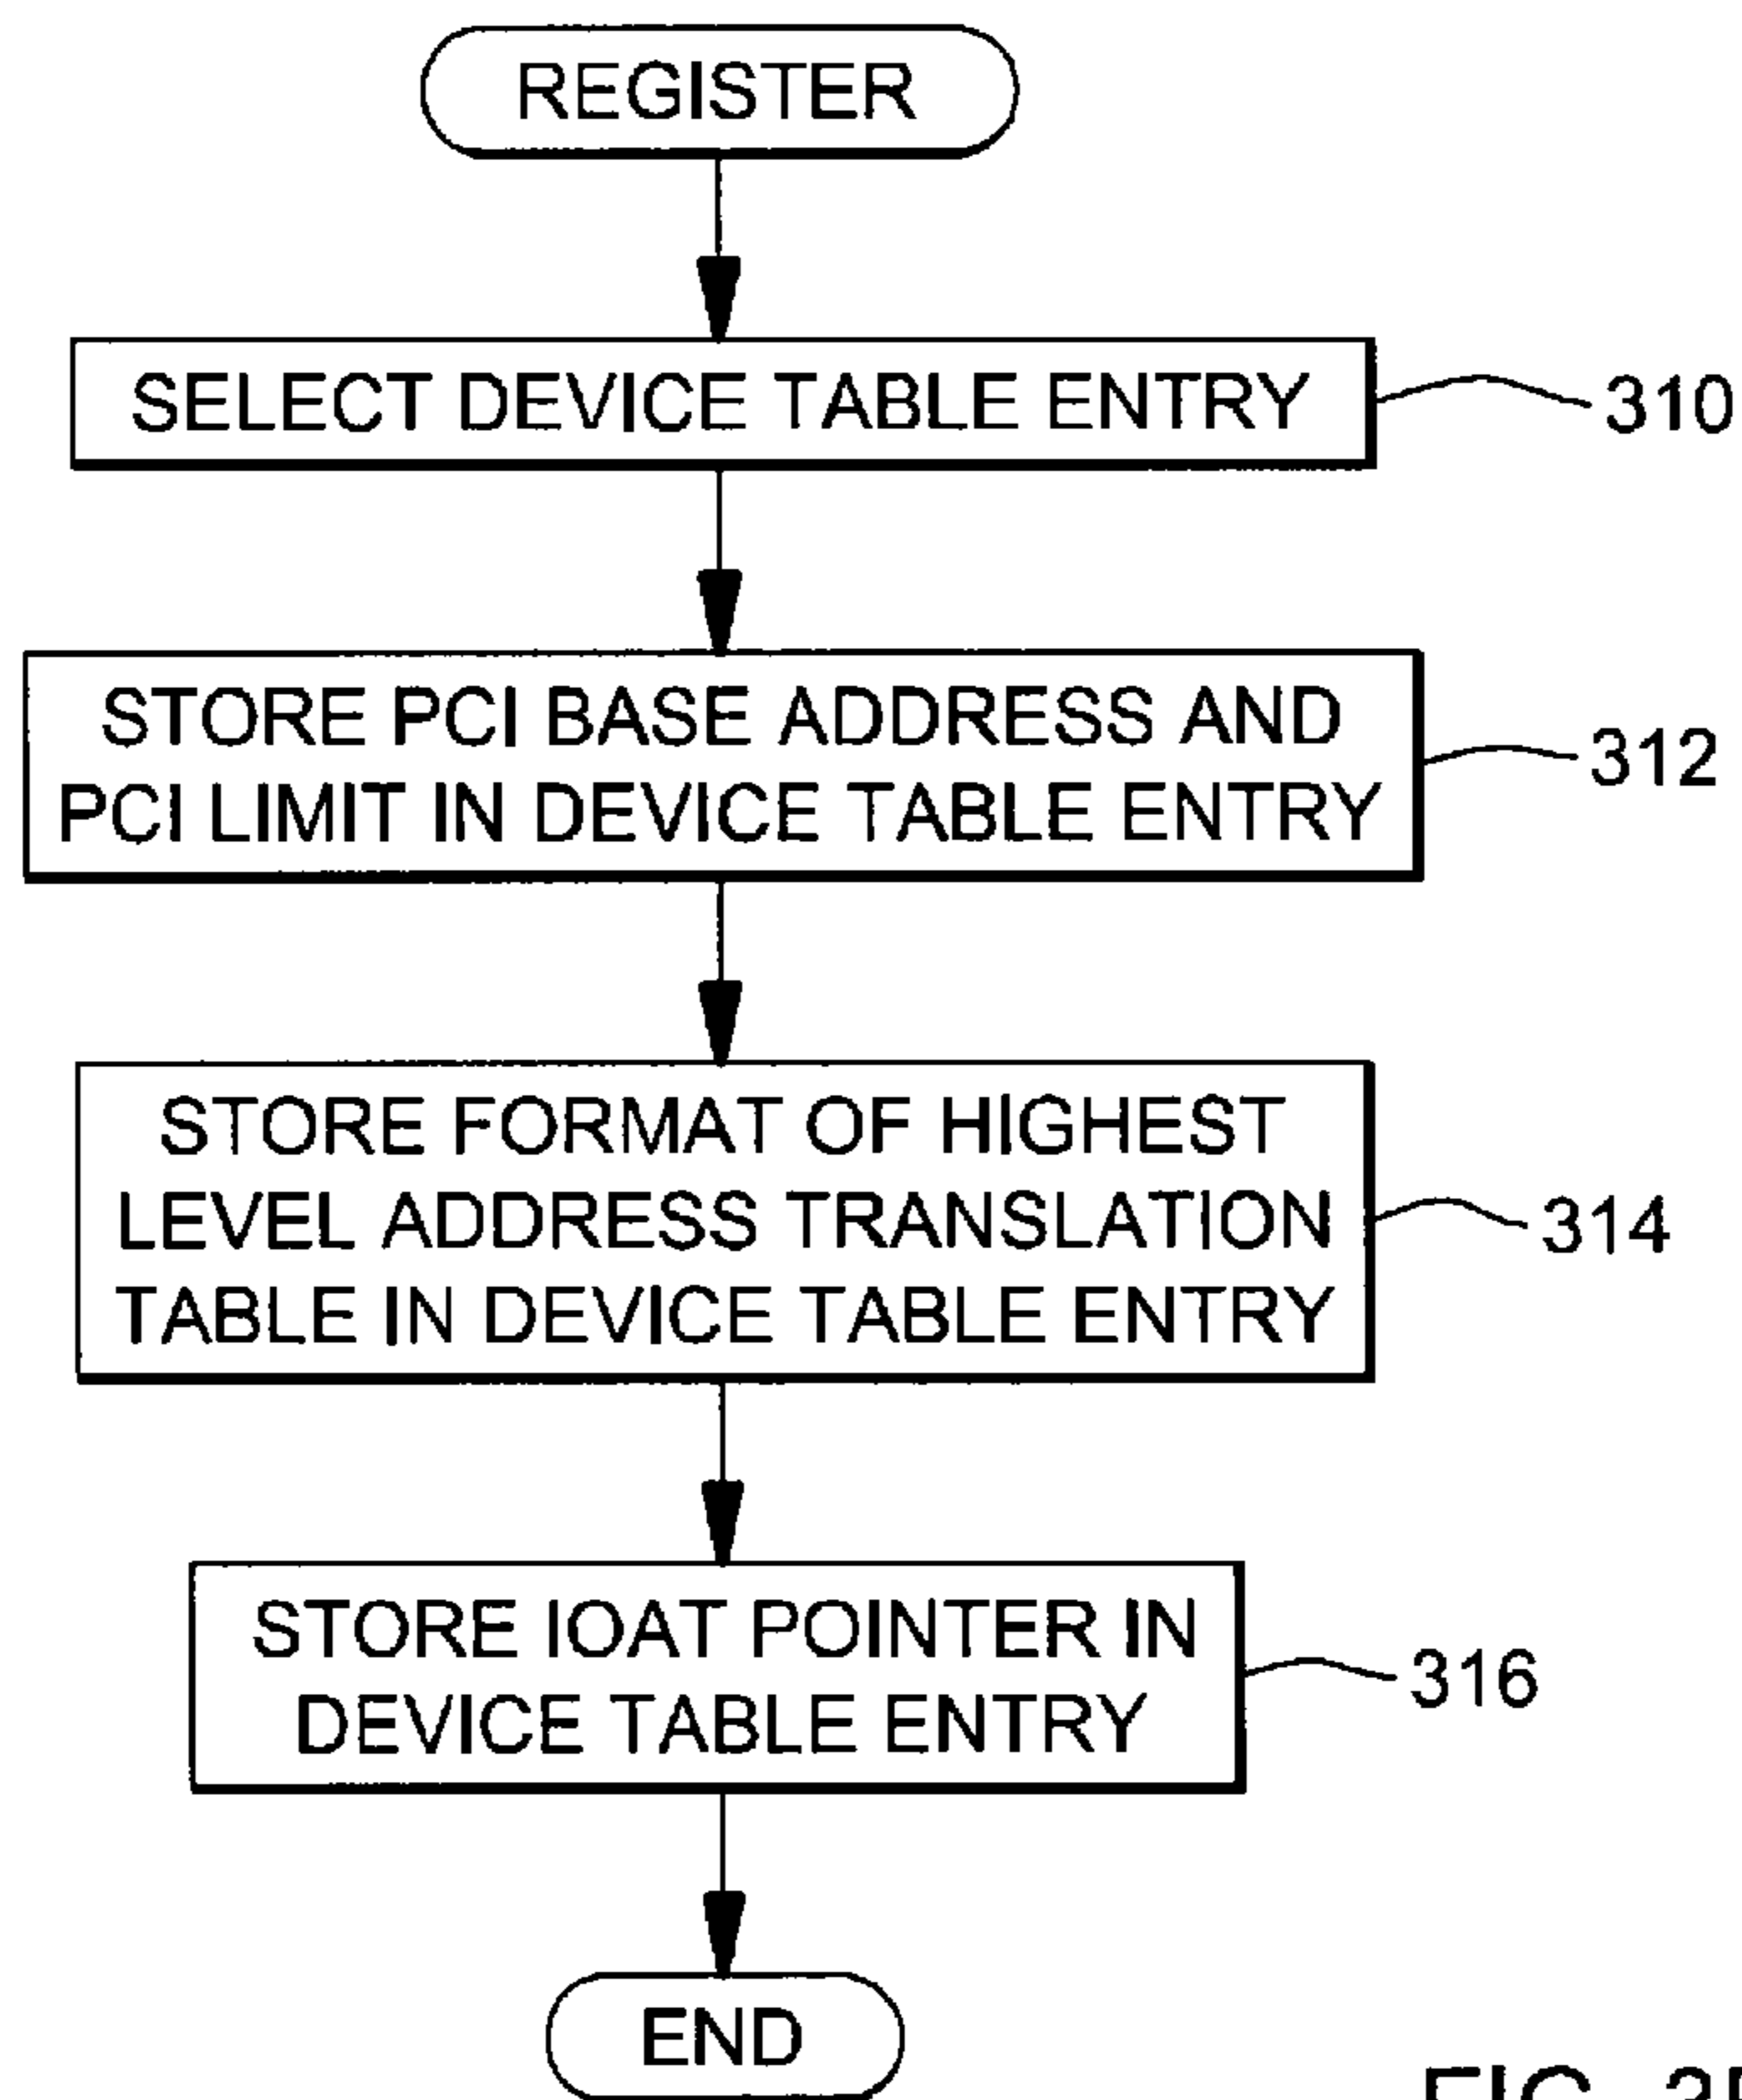 REGISTER
SELECT DEVICE TABLE ENTRY
310
STORE PCI BASE ADDRESS AND
PCI LIMIT IN DEVICE TABLE ENTRY
312
STORE FORMAT OF HIGHEST
LEVEL ADDRESS TRANSLATION
TABLE IN DEVICE TABLE ENTRY
314
STORE IOAT POINTER IN
DEVICE TABLE ENTRY
316
END
FIG.